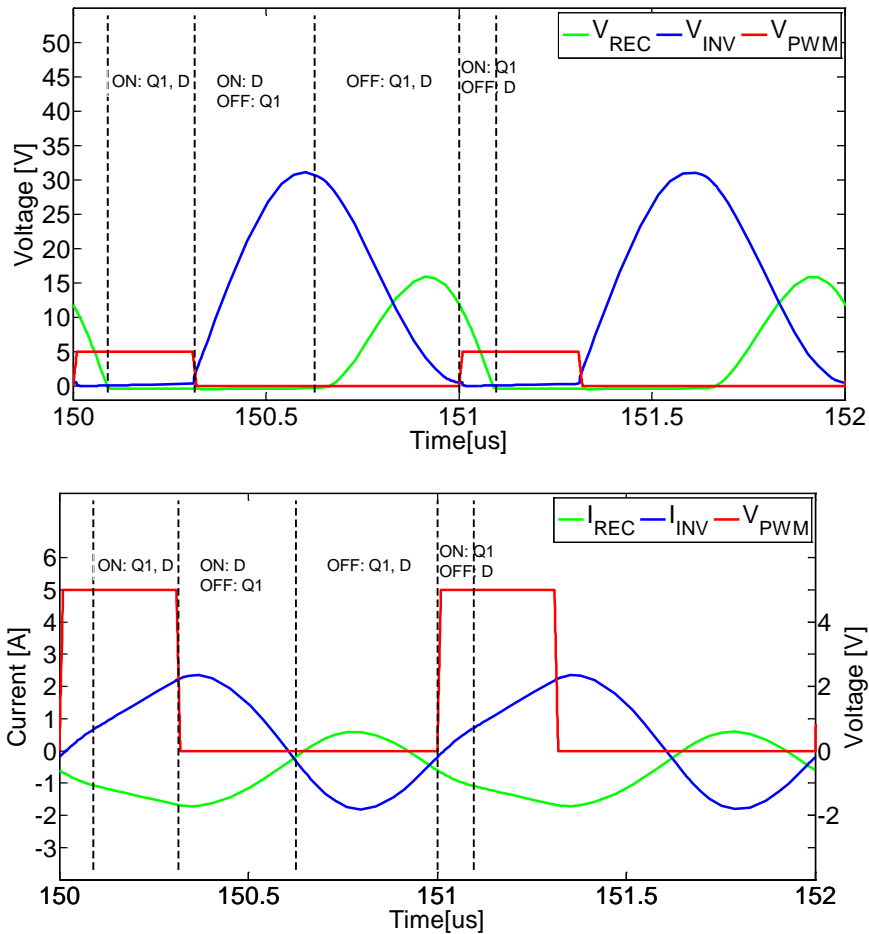 V_REC V_INV V_PWM
50
45
40
35
30
25
20
15
10
5
0
Voltage [V]
ON: Q1, D
ON: D
OFF: Q1
OFF: Q1, D
ON: Q1
OFF: D
150 150.5 151 151.5 152
Time[us]
I_REC I_INV V_PWM
6
5
4
3
2
1
0
-1
-2
-3
Current [A]
ON: Q1, D
ON: D
OFF: Q1
OFF: Q1, D
ON: Q1
OFF: D
4
2
0
-2
Voltage [V]
150 150.5 151 151.5 152
Time[us]